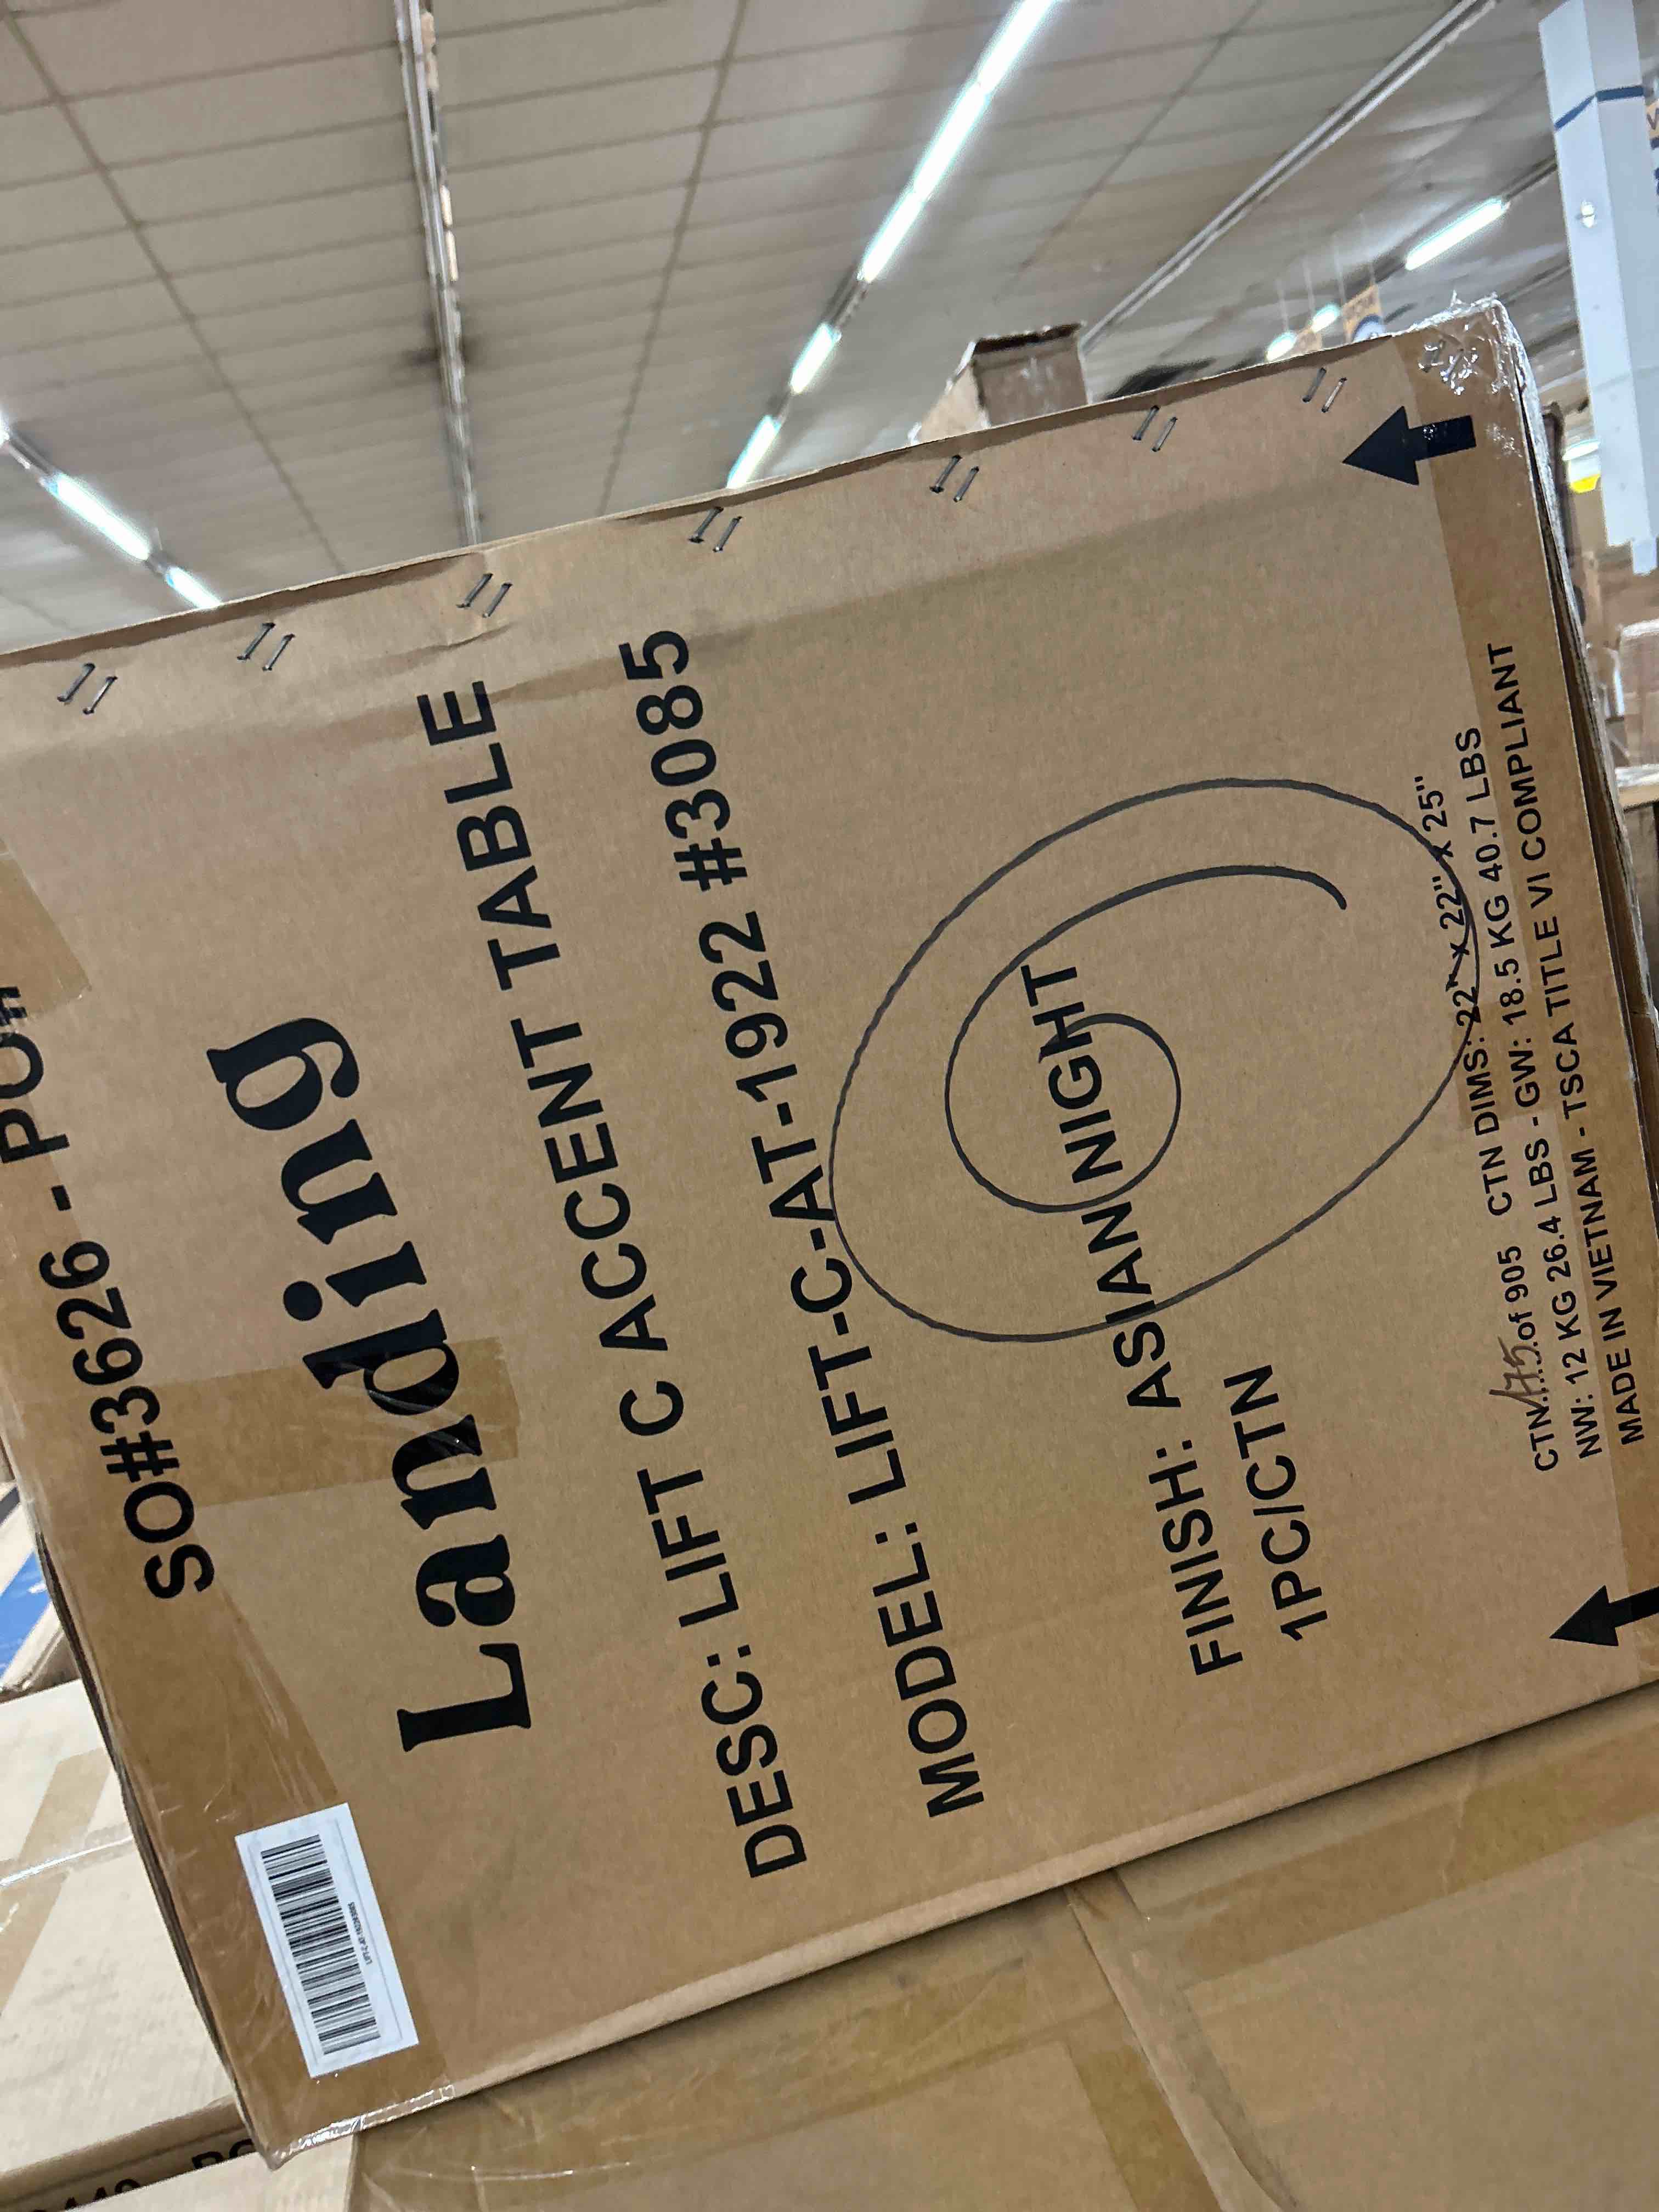 SO#3626 - PO#
Landing
DESC: LIFT C ACCENT TABLE
MODEL: LIFT-C-AT-1922 #3085
FINISH: ASIAN NIGHT
1PC/CTN
CTN...175...of 905 CTN DIMS: 22" x 22" x 25"
NW: 12 KG 26.4 LBS - GW: 18.5 KG 40.7 LBS
MADE IN VIETNAM - TSCA TITLE VI COMPLIANT